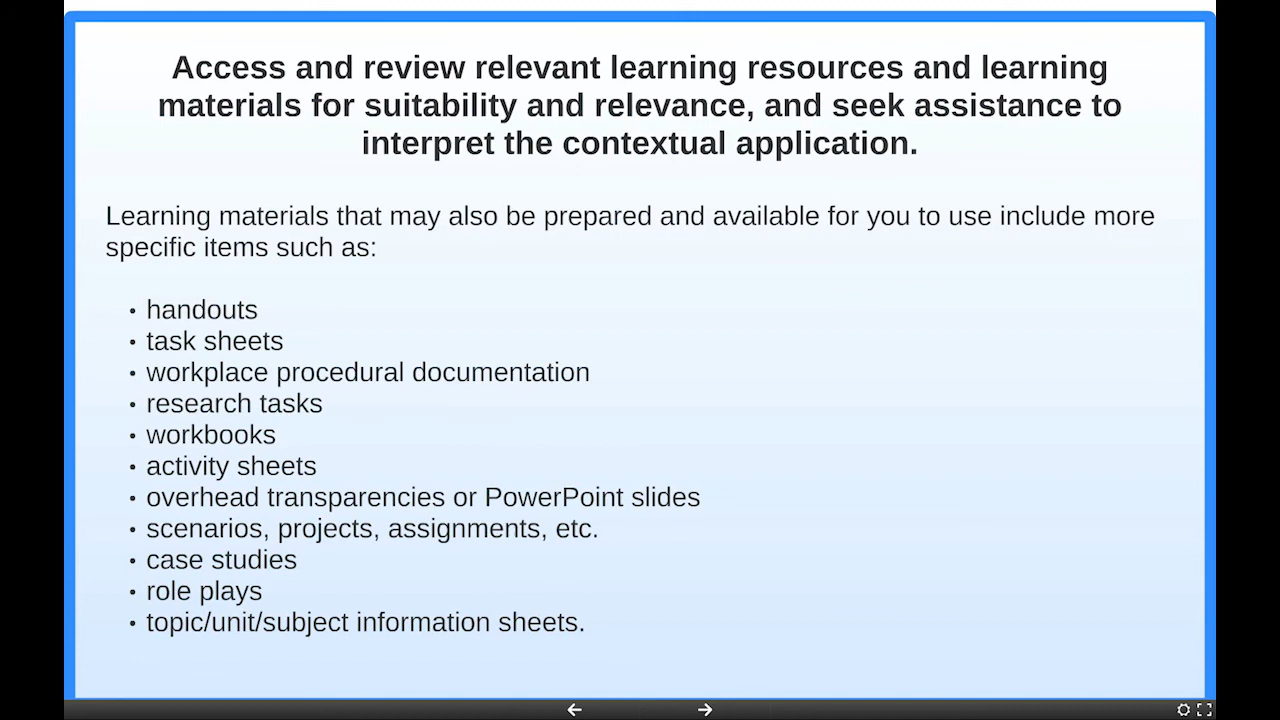 Access and review relevant learning resources and learning
materials for suitability and relevance, and seek assistance to
interpret the contextual application.
Learning materials that may also be prepared and available for you to use include more
specific items such as:
• handouts
• task sheets
• workplace procedural documentation
• research tasks
• workbooks
• activity sheets
• overhead transparencies or PowerPoint slides
• scenarios, projects, assignments, etc.
• case studies
• role plays
• topic/unit/subject information sheets.